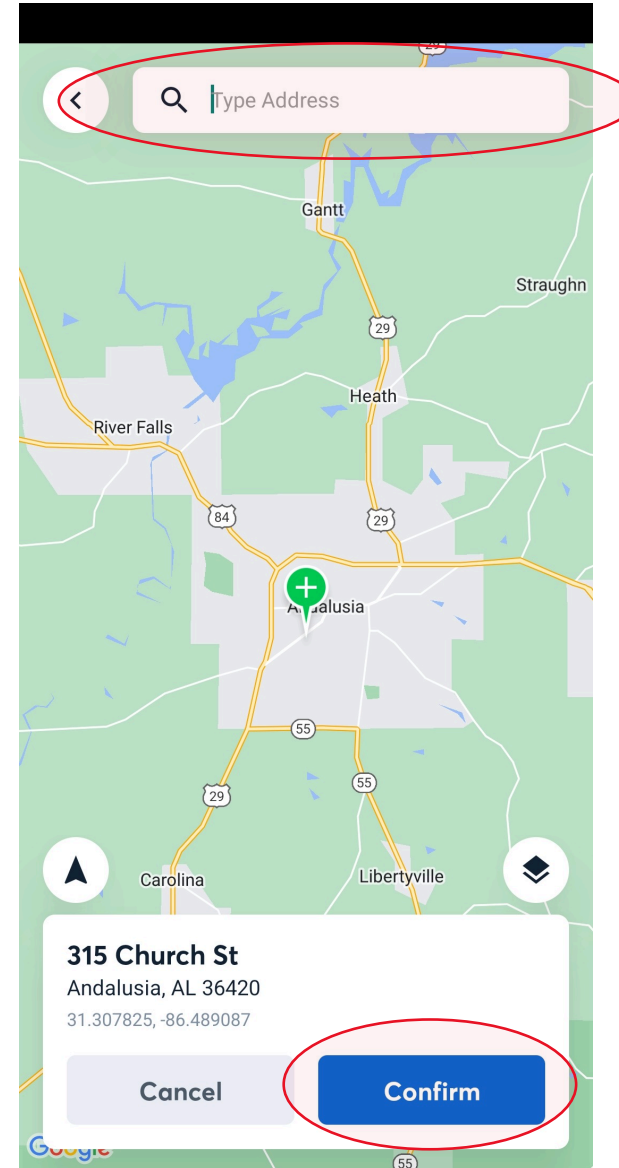 29
Type Address
Gantt
Straughn
29
Heath
River Falls
84
29
Andalusia
55
55
29
Carolina
Libertyville
315 Church St
Andalusia, AL 36420
31.307825, -86.489087
Cancel
Confirm
Google
55